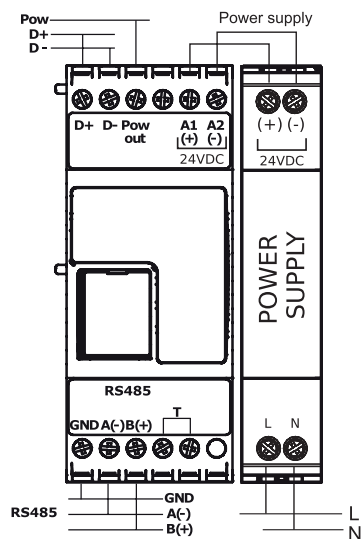 Pow
Power supply
D+
D-
D+ D- Pow out A1 (+) A2 (-)
24VDC
(+) (-)
24VDC
POWER SUPPLY
RS485
GND A(-) B(+) T
L N
GND
RS485 A(-)
B(+)
L
N